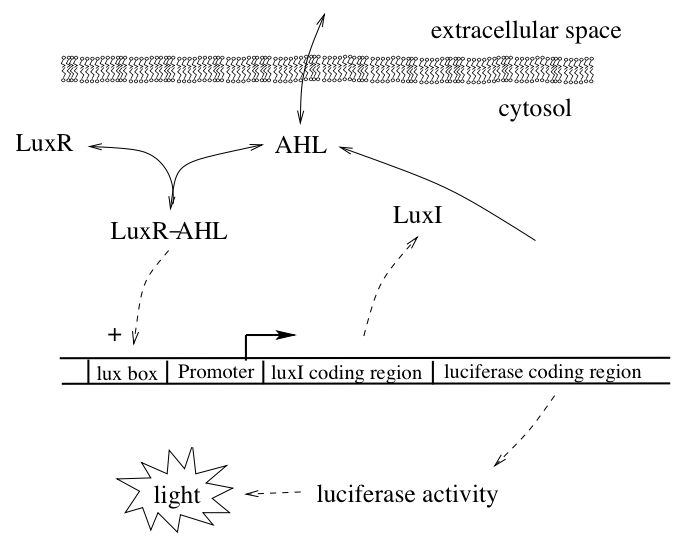 extracellular space
cytosol
LuxR
AHL
LuxI
LuxR–AHL
+
lux box
Promoter
luxI coding region
luciferase coding region
light
luciferase activity